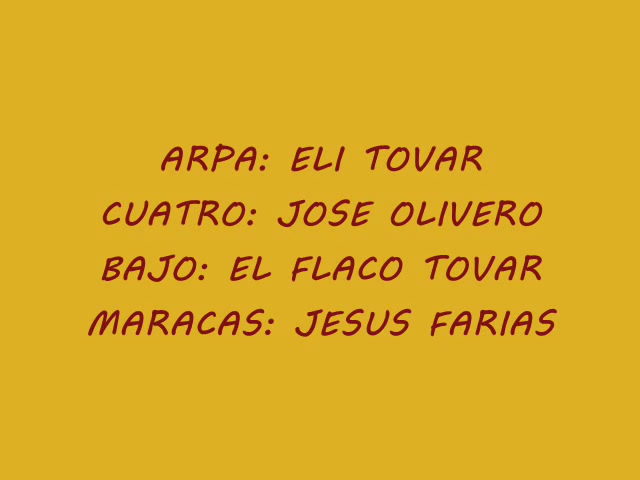 ARPA: ELI TOVAR
CUATRO: JOSE OLIVERO
BAJO: EL FLACO TOVAR
MARACAS: JESUS FARIAS